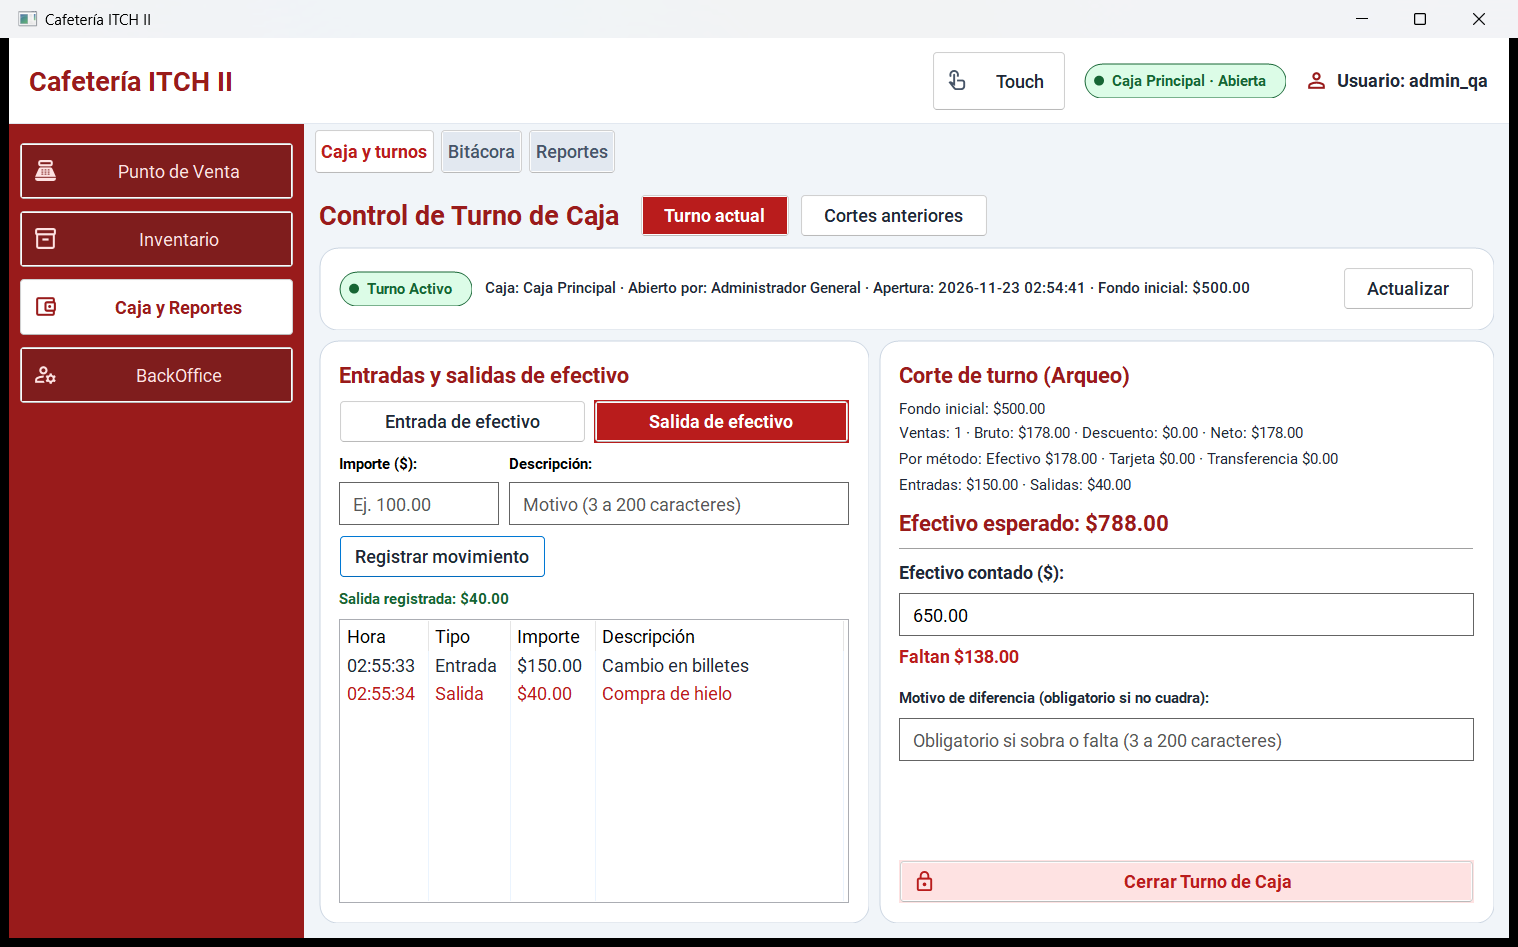 Cafetería ITCH II
Cafetería ITCH II
Touch
Caja Principal · Abierta
Usuario: admin_qa
Punto de Venta
Inventario
Caja y Reportes
BackOffice
Caja y turnos
Bitácora
Reportes
Control de Turno de Caja
Turno actual
Cortes anteriores
Turno Activo
Caja: Caja Principal · Abierto por: Administrador General · Apertura: 2026-11-23 02:54:41 · Fondo inicial: $500.00
Actualizar
Entradas y salidas de efectivo
Entrada de efectivo
Salida de efectivo
Importe ($):
Descripción:
Ej. 100.00
Motivo (3 a 200 caracteres)
Registrar movimiento
Salida registrada: $40.00
Hora Tipo Importe Descripción
02:55:33 Entrada $150.00 Cambio en billetes
02:55:34 Salida $40.00 Compra de hielo
Corte de turno (Arqueo)
Fondo inicial: $500.00
Ventas: 1 · Bruto: $178.00 · Descuento: $0.00 · Neto: $178.00
Por método: Efectivo $178.00 · Tarjeta $0.00 · Transferencia $0.00
Entradas: $150.00 · Salidas: $40.00
Efectivo esperado: $788.00
Efectivo contado ($):
650.00
Faltan $138.00
Motivo de diferencia (obligatorio si no cuadra):
Obligatorio si sobra o falta (3 a 200 caracteres)
Cerrar Turno de Caja